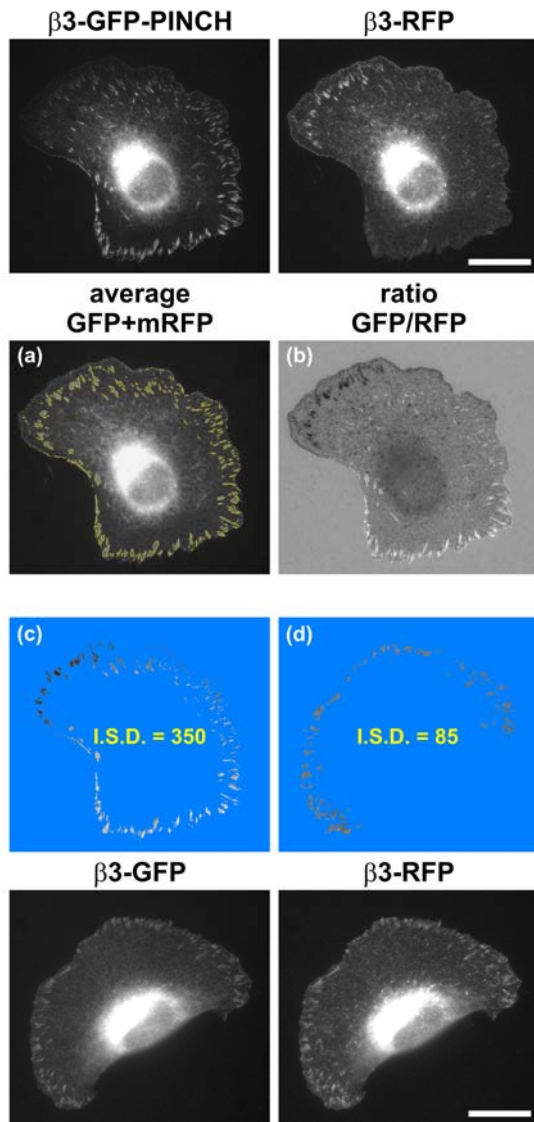 β3-GFP-PINCH
β3-RFP
average
GFP+mRFP
ratio
GFP/RFP
(a)
(b)
(c)
(d)
I.S.D. = 350
I.S.D. = 85
β3-GFP
β3-RFP